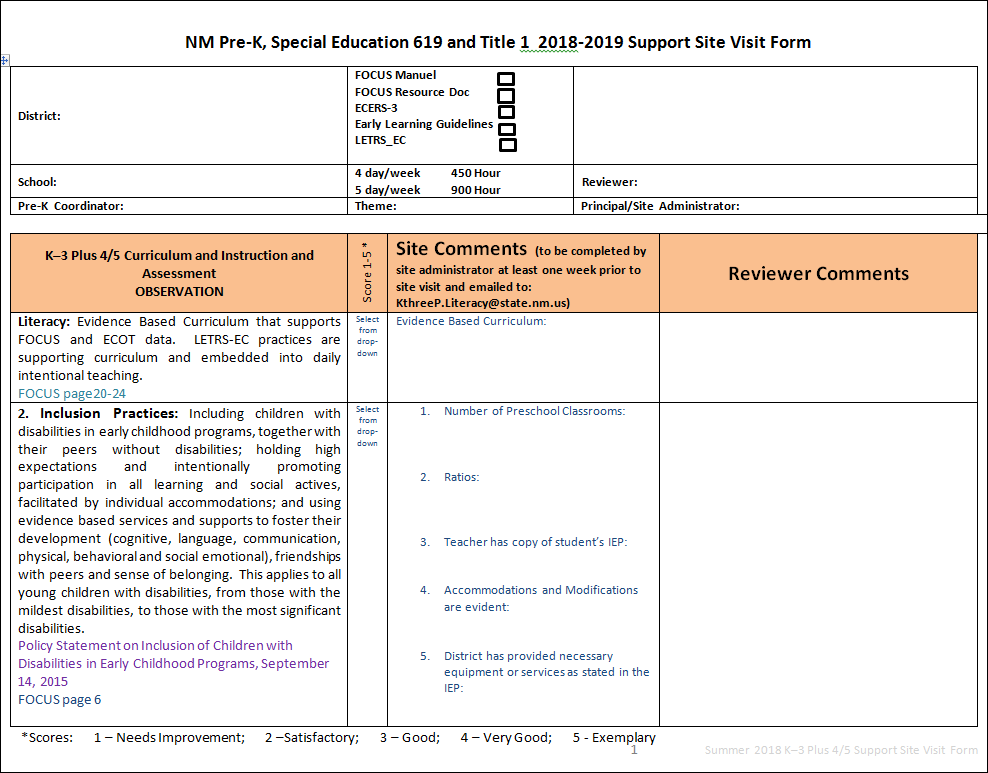 NM Pre-K, Special Education 619 and Title 1  2018-2019 Support Site Visit Form
District:
FOCUS Manuel
FOCUS Resource Doc
ECERS-3
Early Learning Guidelines
LETRS_EC
School:
4 day/week 450 Hour
5 day/week 900 Hour
Reviewer:
Pre-K Coordinator:
Theme:
Principal/Site Administrator:
K–3 Plus 4/5 Curriculum and Instruction and
Assessment
OBSERVATION
Score 1-5 *
Site Comments (to be completed by
site administrator at least one week prior to
site visit and emailed to:
KthreeP.Literacy@state.nm.us)
Reviewer Comments
Literacy: Evidence Based Curriculum that supports
FOCUS and ECOT data. LETRS-EC practices are
supporting curriculum and embedded into daily
intentional teaching.
FOCUS page20-24
Select
from
drop-
down
Evidence Based Curriculum:
2. Inclusion Practices: Including children with
disabilities in early childhood programs, together with
their peers without disabilities; holding high
expectations and intentionally promoting
participation in all learning and social actives,
facilitated by individual accommodations; and using
evidence based services and supports to foster their
development (cognitive, language, communication,
physical, behavioral and social emotional), friendships
with peers and sense of belonging. This applies to all
young children with disabilities, from those with the
mildest disabilities, to those with the most significant
disabilities.
Policy Statement on Inclusion of Children with
Disabilities in Early Childhood Programs, September
14, 2015
FOCUS page 6
Select
from
drop-
down
1. Number of Preschool Classrooms:
2. Ratios:
3. Teacher has copy of student’s IEP:
4. Accommodations and Modifications
are evident:
5. District has provided necessary
equipment or services as stated in the
IEP:
*Scores: 1 – Needs Improvement; 2 –Satisfactory; 3 – Good; 4 – Very Good; 5 - Exemplary
1
Summer 2018 K–3 Plus 4/5 Support Site Visit Form